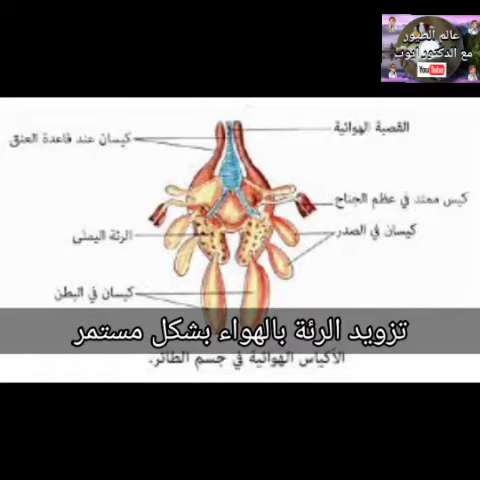 عالم الطيور
مع الدكتور أيوب
YouTube
القصبة الهوائية
كيسان عند قاعدة العنق
كيس ممتد في عظم الجناح
كيسان في الصدر
الرئة اليمنى
كيسان في البطن
تزويد الرئة بالهواء بشكل مستمر
الأكياس الهوائية في جسم الطائر.